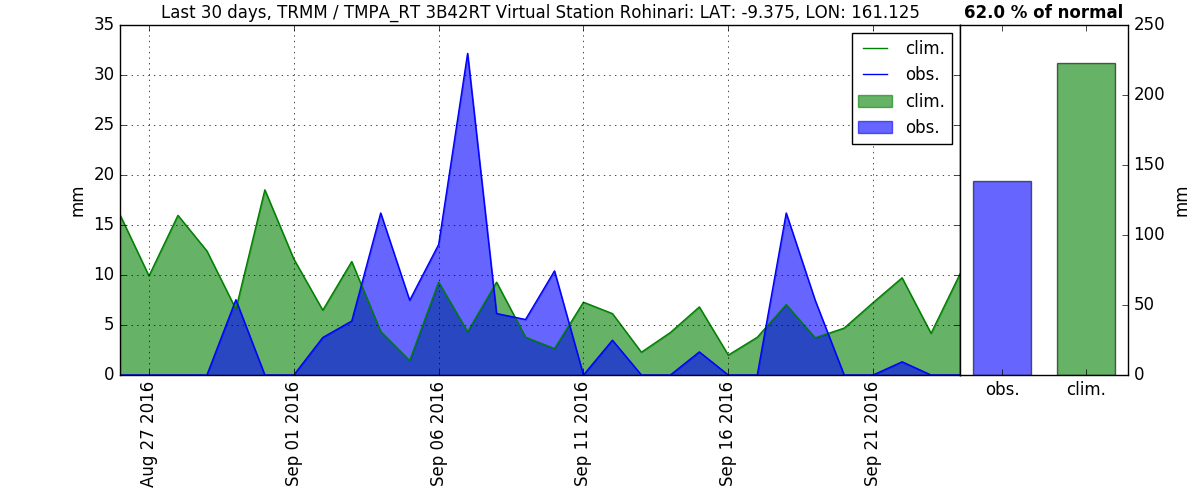 Last 30 days, TRMM / TMPA_RT 3B42RT Virtual Station Rohinari: LAT: -9.375, LON: 161.125
62.0 % of normal
35
30
25
20
15
10
5
0
mm
clim.
obs.
clim.
obs.
Aug 27 2016
Sep 01 2016
Sep 06 2016
Sep 11 2016
Sep 16 2016
Sep 21 2016
250
200
150
100
50
0
mm
obs.
clim.